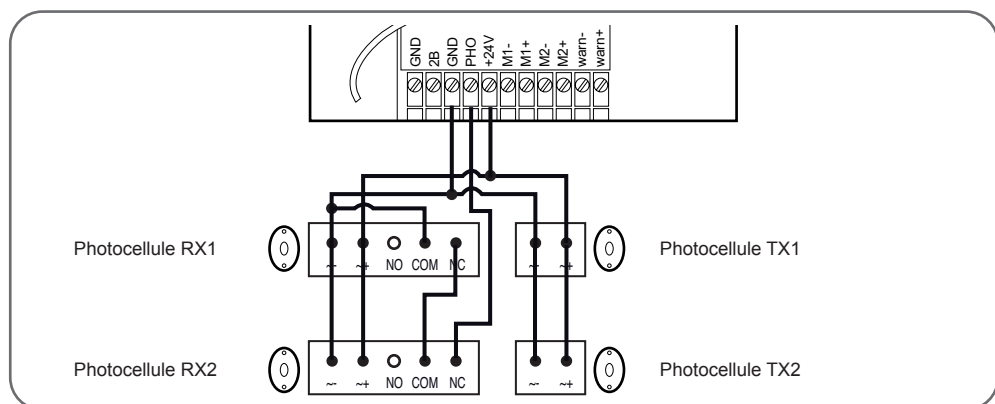 GND 2B GND PHO +24V M1- M1+ M2- M2+ warn- warn+
Photocellule RX1
~- ~+ NO COM NC
~- ~+
Photocellule TX1
Photocellule RX2
~- ~+ NO COM NC
~- ~+
Photocellule TX2